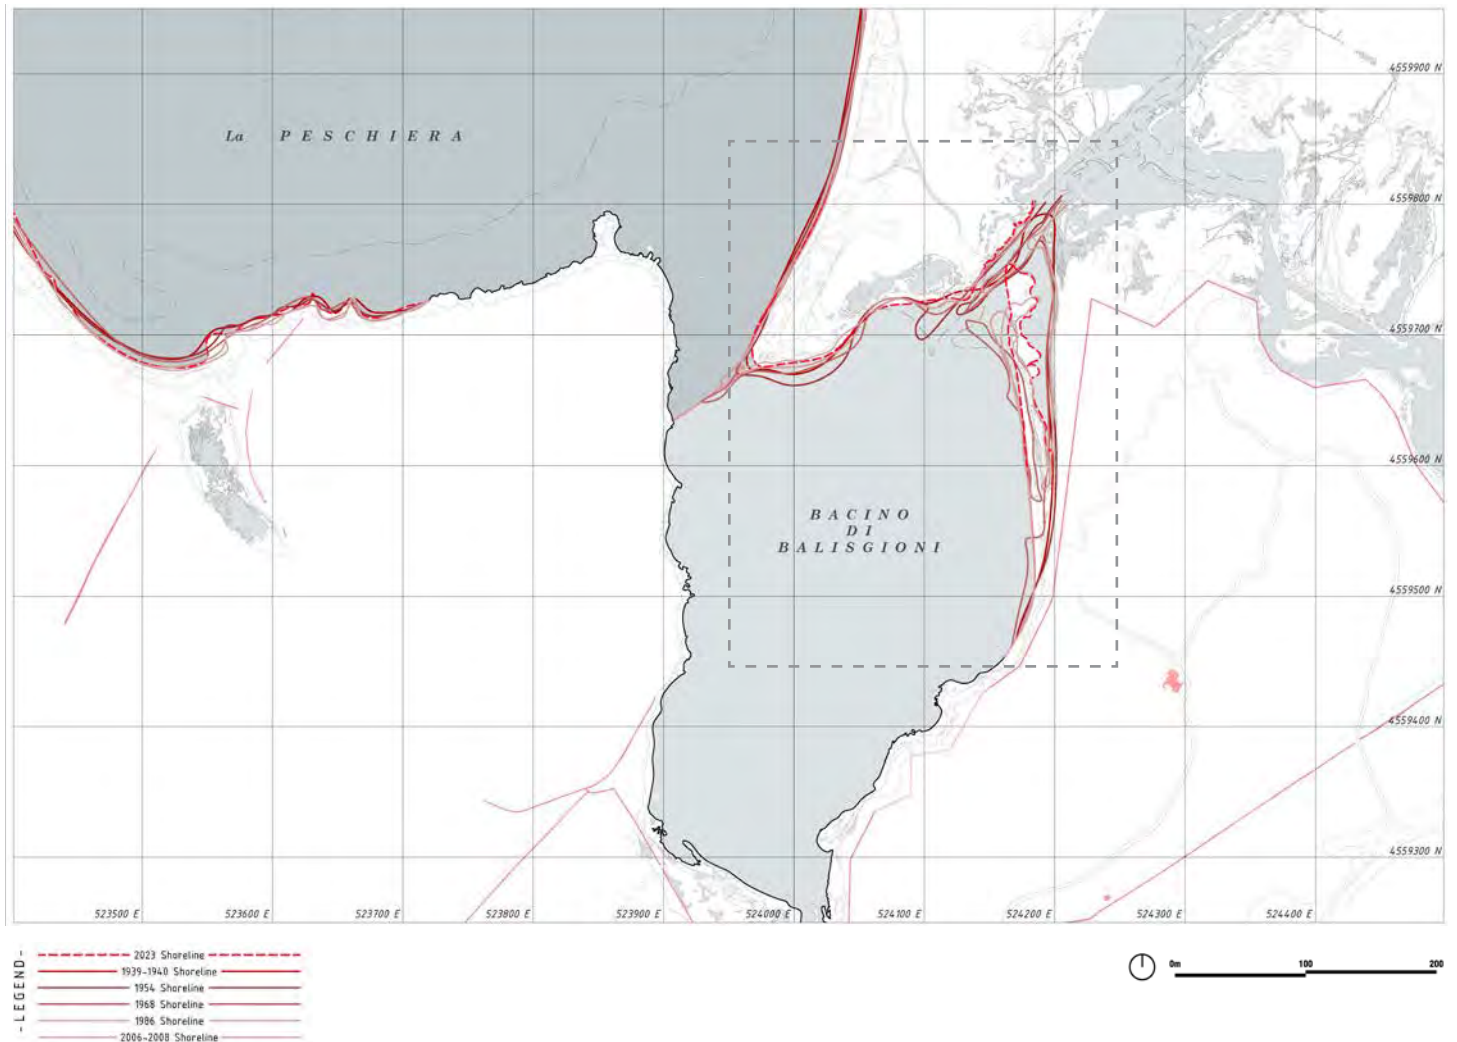 4559900 N
La PESCHIERA
4559800 N
4559700 N
4559600 N
BACINO
DI
BALISGIONI
4559500 N
4559400 N
4559300 N
523500 E
523600 E
523700 E
523800 E
523900 E
524000 E
524100 E
524200 E
524300 E
524400 E
-LEGEND-
2023 Shoreline
1939-1940 Shoreline
1954 Shoreline
1968 Shoreline
1986 Shoreline
2006-2008 Shoreline
0m
100
200